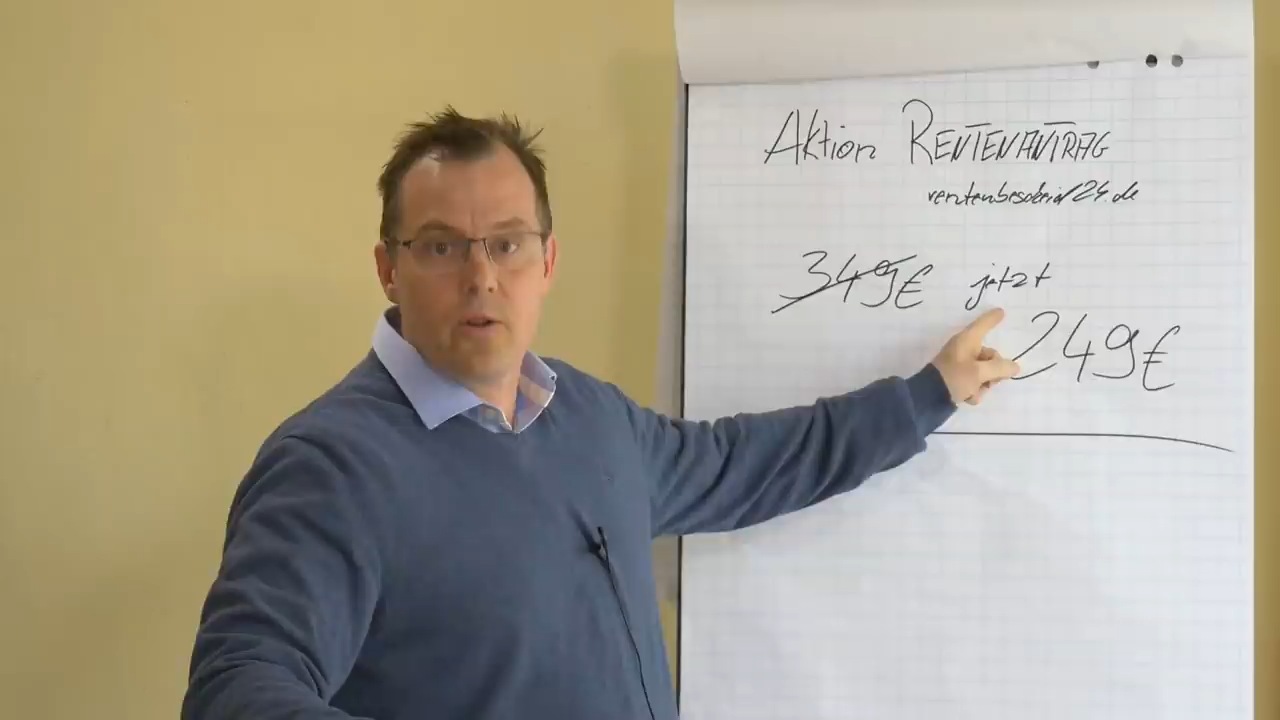 Aktion RENTENANTRAG
rentenbescheid24.de
349€ jetzt
249€